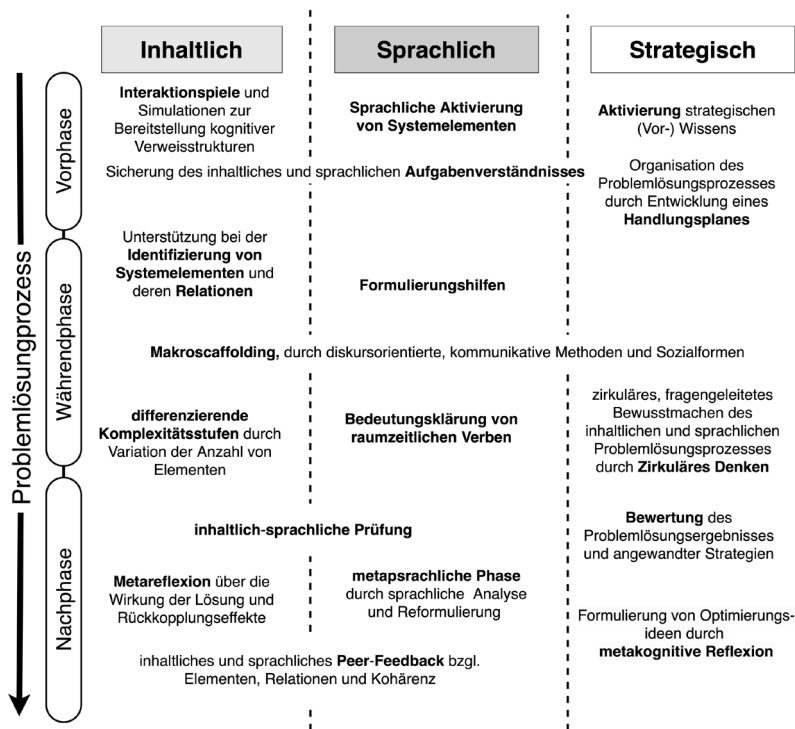 Inhaltlich
Sprachlich
Strategisch
Problemlösungprozess
Vorphase
Interaktionspiele und
Simulationen zur
Bereitstellung kognitiver
Verweisstrukturen
Sprachliche Aktivierung
von Systemelementen
Aktivierung strategischen
(Vor-) Wissens
Sicherung des inhaltliches und sprachlichen Aufgabenverständnisses
Organisation des
Problemlösungsprozesses
durch Entwicklung eines
Handlungsplanes
Währendphase
Unterstützung bei der
Identifizierung von
Systemelementen und
deren Relationen
Formulierungshilfen
Makroscaffolding, durch diskursorientierte, kommunikative Methoden und Sozialformen
differenzierende
Komplexitätsstufen durch
Variation der Anzahl von
Elementen
Bedeutungsklärung von
raumzeitlichen Verben
zirkuläres, fragengeleitetes
Bewusstmachen des
inhaltlichen und sprachlichen
Problemlösungsprozesses
durch Zirkuläres Denken
Nachphase
inhaltlich-sprachliche Prüfung
Bewertung des
Problemlösungsergebnisses
und angewandter Strategien
Metareflexion über die
Wirkung der Lösung und
Rückkopplungseffekte
metapsrachliche Phase
durch sprachliche Analyse
und Reformulierung
Formulierung von Optimierungs-
ideen durch
metakognitive Reflexion
inhaltliches und sprachliches Peer-Feedback bzgl.
Elementen, Relationen und Kohärenz